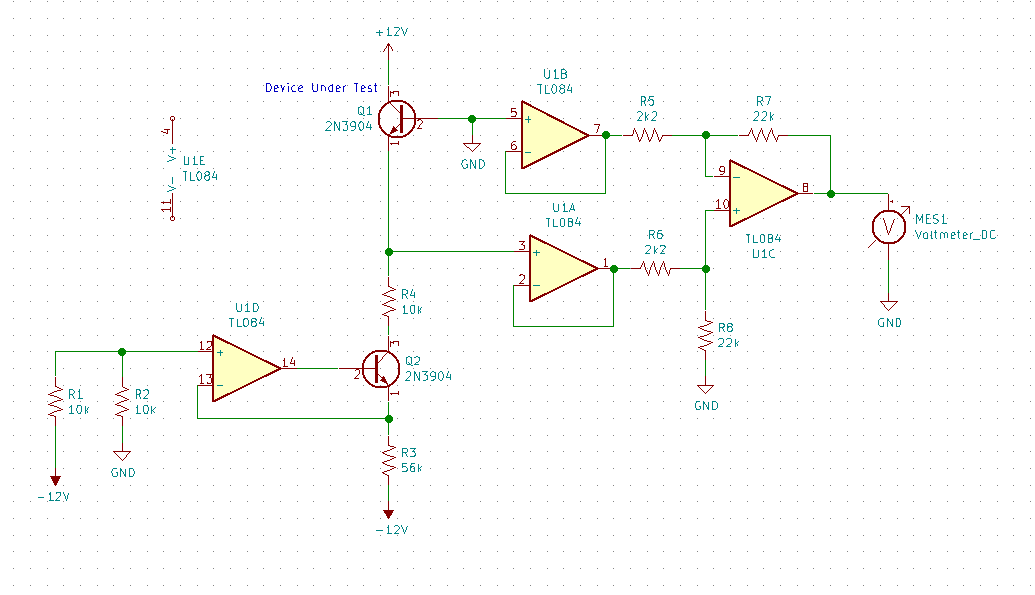 +12V
Device Under Test
3
Q1
2N3904
2
1
U1B
TL084
5
+
6
-
7
GND
R5
2k2
R7
22k
4
V+
U1E
TL084
V-
11
9
-
10
+
8
TL084
U1C
V
MES1
Voltmeter_DC
GND
U1A
TL084
3
+
2
-
1
R6
2k2
R8
22k
GND
R4
10k
U1D
TL084
12
+
13
-
14
3
Q2
2N3904
2
1
R1
10k
R2
10k
GND
-12V
R3
56k
-12V